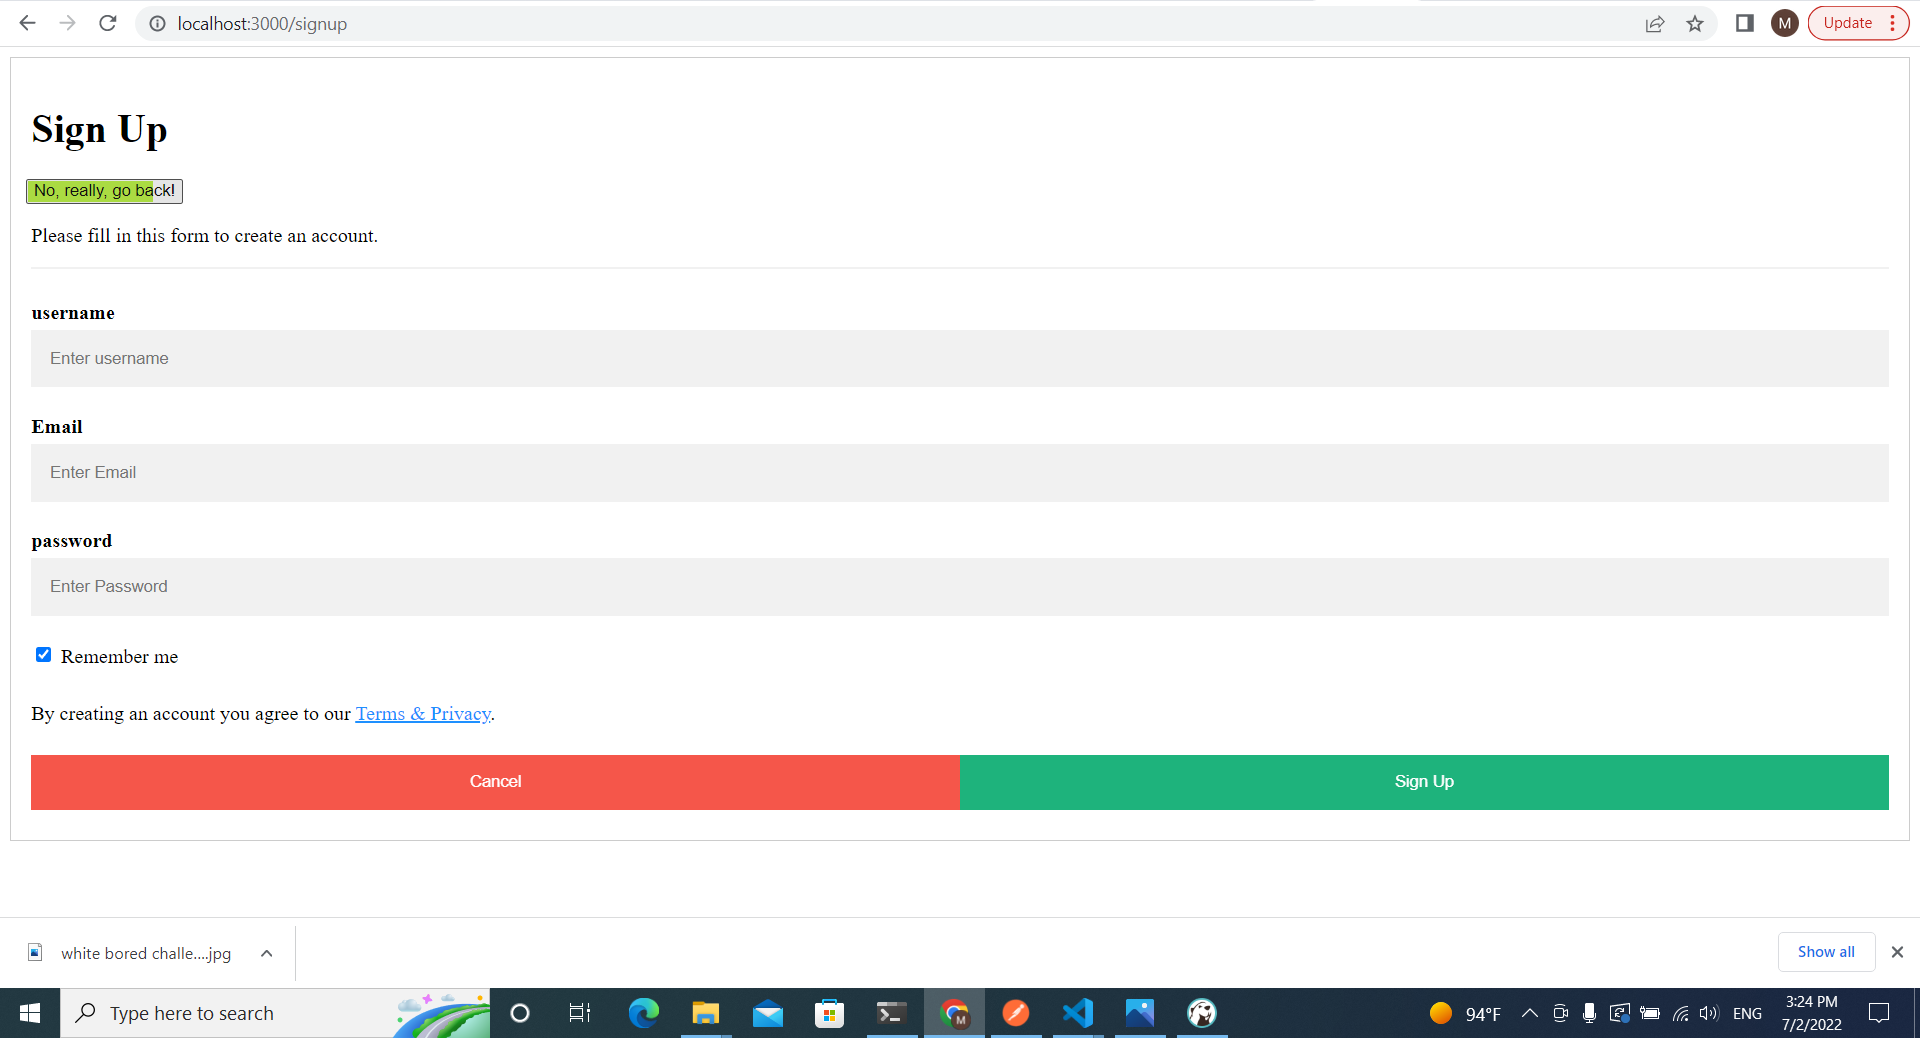 localhost:3000/signup
M
Update
Sign Up
No, really, go back!
Please fill in this form to create an account.
username
Enter username
Email
Enter Email
password
Enter Password
Remember me
By creating an account you agree to our Terms & Privacy.
Cancel
Sign Up
white bored challe....jpg
Show all
Type here to search
M
94°F
ENG
3:24 PM
7/2/2022